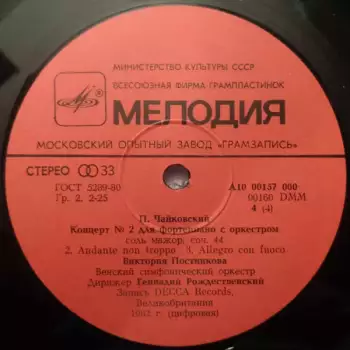 МИНИСТЕРСТВО КУЛЬТУРЫ СССР
ВСЕСОЮЗНАЯ ФИРМА ГРАМПЛАСТИНОК
МЕЛОДИЯ
МОСКОВСКИЙ ОПЫТНЫЙ ЗАВОД «ГРАМЗАПИСЬ»
СТЕРЕО 33
ГОСТ 5289-80
Гр. 2. 2-25
А10 00157 000
00160 DMM
4 (4)
П. Чайковский
Концерт № 2 для фортепиано с оркестром
соль мажор, соч. 44
2. Andante non troppo 3. Allegro con fuoco
Виктория Постникова
Венский симфонический оркестр
Дирижер Геннадий Рождественский
Запись DECCA Records,
Великобритания
1982 г. (цифровая)